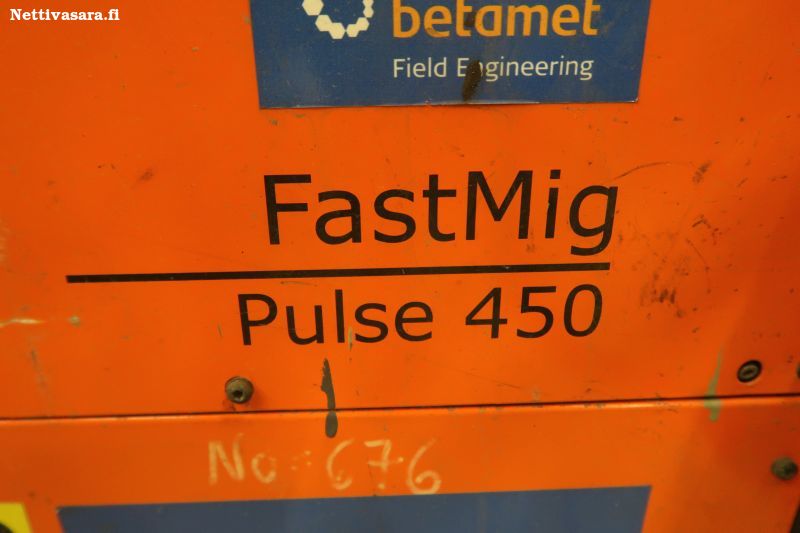 Nettivasara.fi
betamet
Field Engineering
FastMig
Pulse 450
No=676